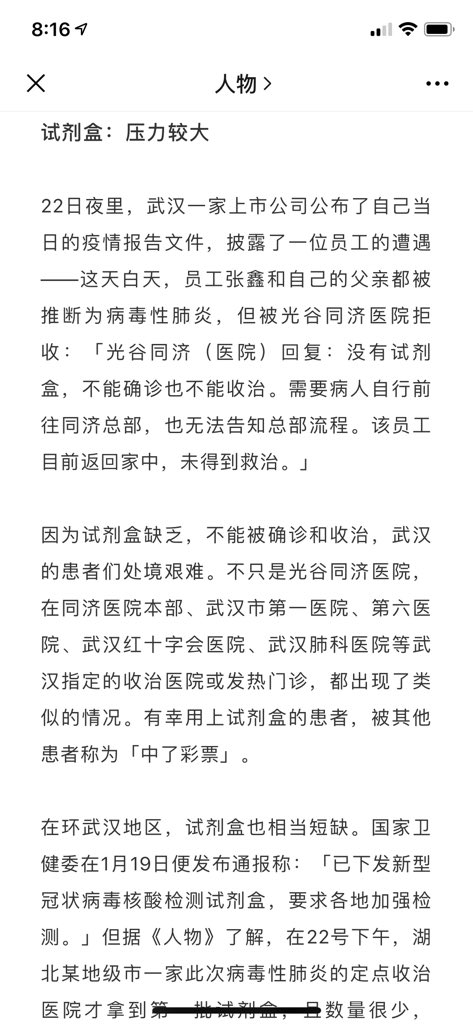 8:16
人物
试剂盒：压力较大
22日夜里，武汉一家上市公司公布了自己当
日的疫情报告文件，披露了一位员工的遭遇
——这天白天，员工张鑫和自己的父亲都被
推断为病毒性肺炎，但被光谷同济医院拒
收：「光谷同济（医院）回复：没有试剂
盒，不能确诊也不能收治。需要病人自行前
往同济总部，也无法告知总部流程。该员工
目前返回家中，未得到救治。」
因为试剂盒缺乏，不能被确诊和收治，武汉
的患者们处境艰难。不只是光谷同济医院，
在同济医院本部、武汉市第一医院、第六医
院、武汉红十字会医院、武汉肺科医院等武
汉指定的收治医院或发热门诊，都出现了类
似的情况。有幸用上试剂盒的患者，被其他
患者称为「中了彩票」。
在环武汉地区，试剂盒也相当短缺。国家卫
健委在1月19日便发布通报称：「已下发新型
冠状病毒核酸检测试剂盒，要求各地加强检
测。」但据《人物》了解，在22号下午，湖
北某地级市一家此次病毒性肺炎的定点收治
医院才拿到第一批试剂盒，且数量很少，